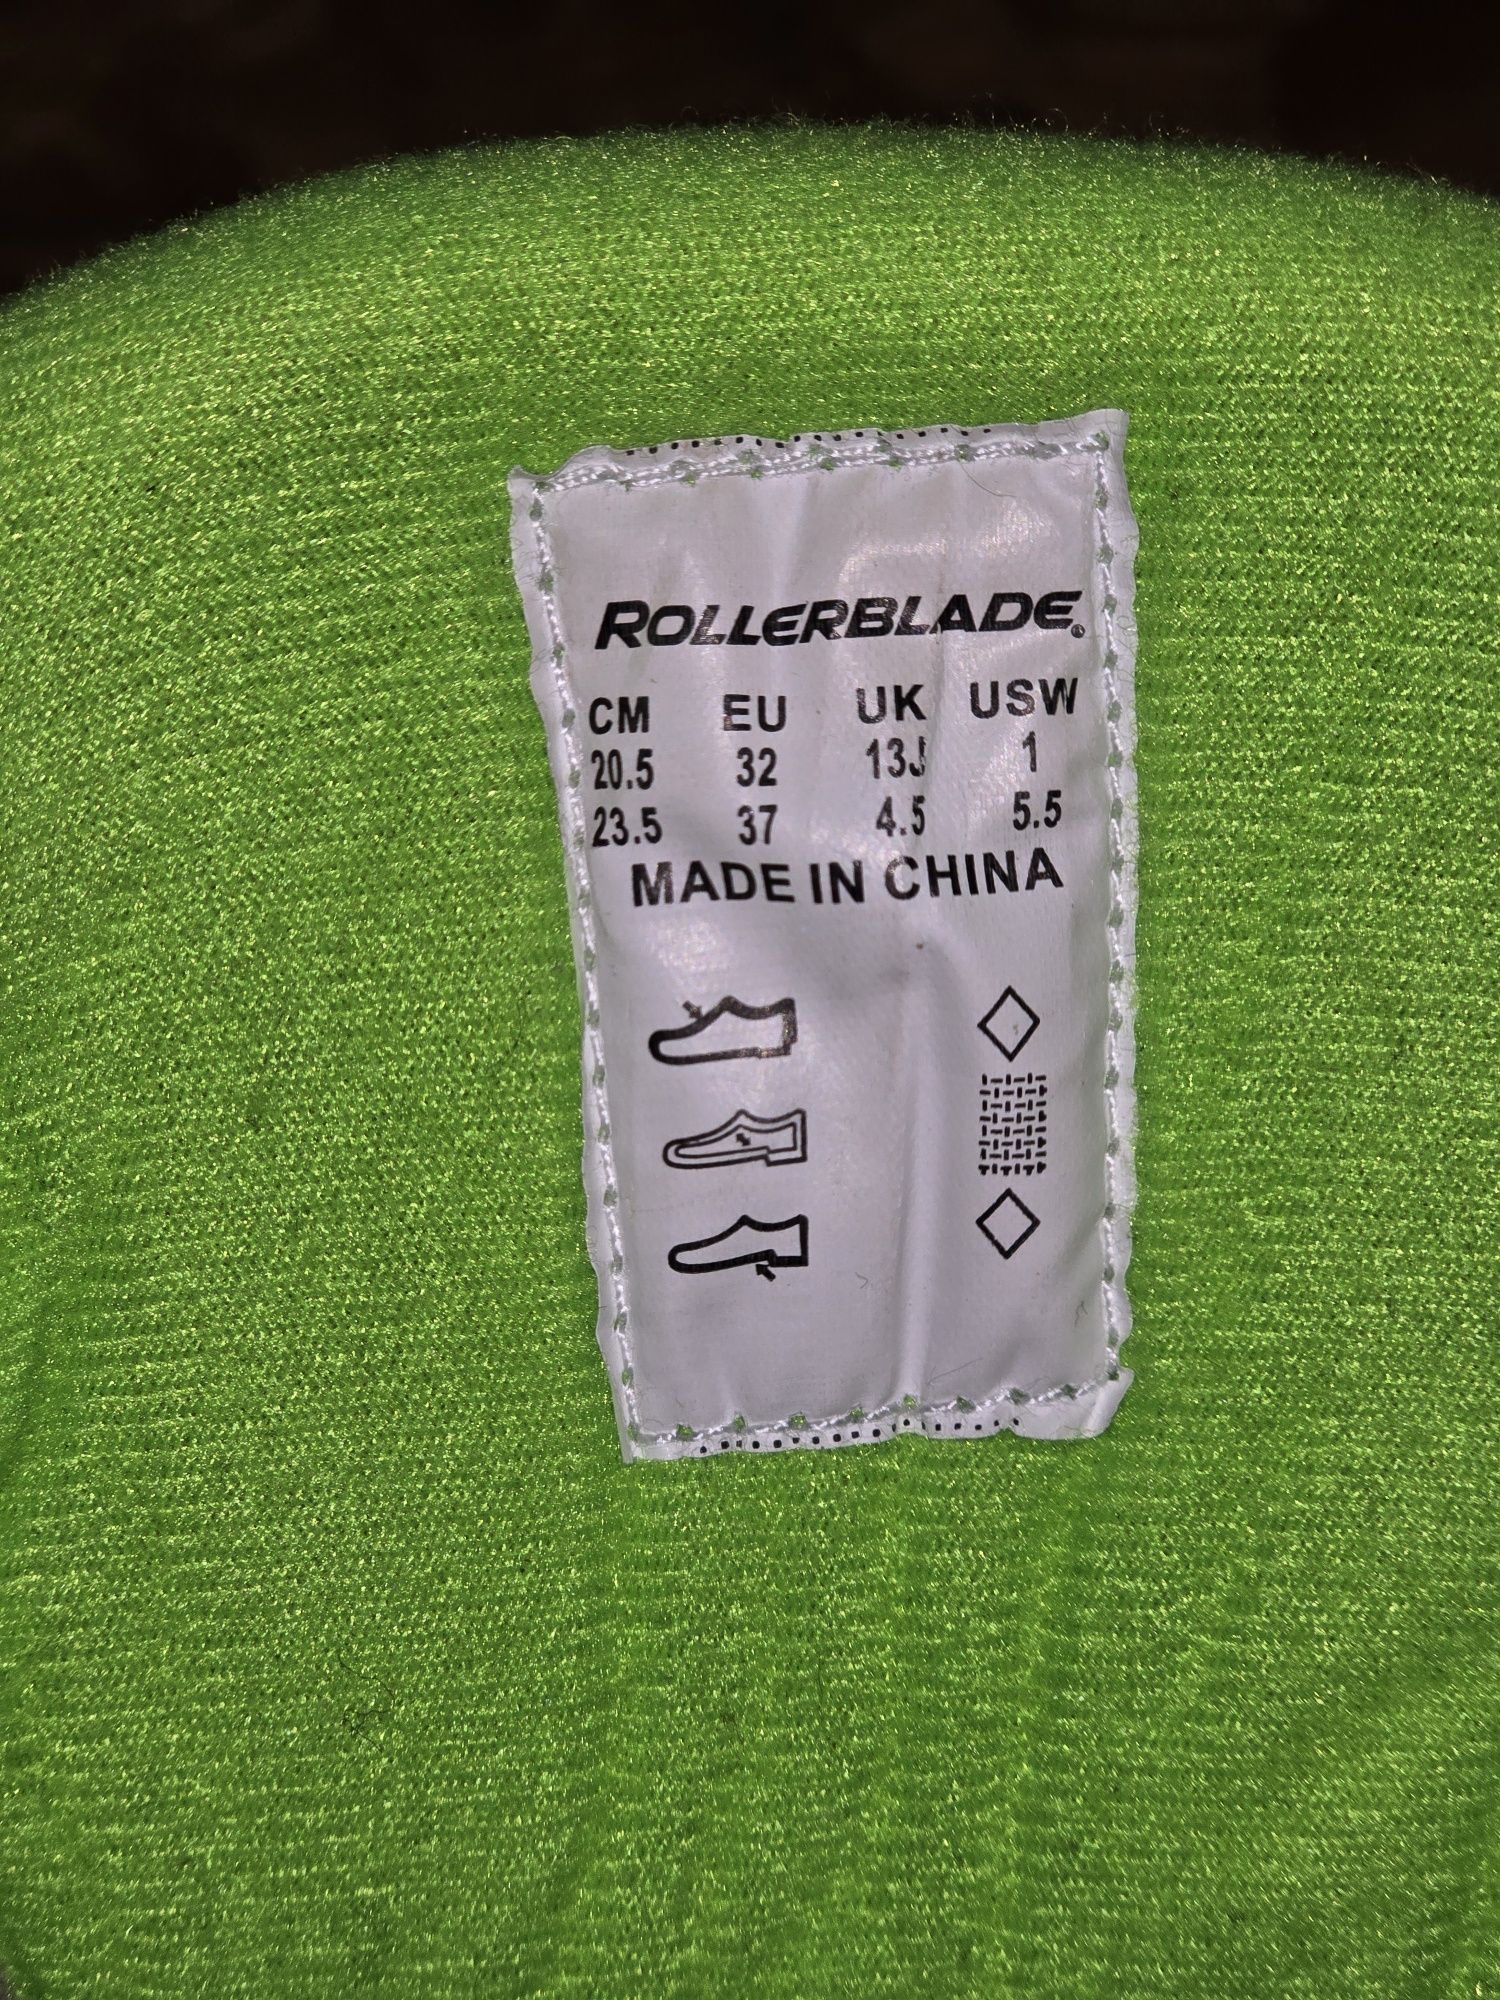 ROLLERBLADE®
CM EU UK USW
20.5 32 13J 1
23.5 37 4.5 5.5
MADE IN CHINA